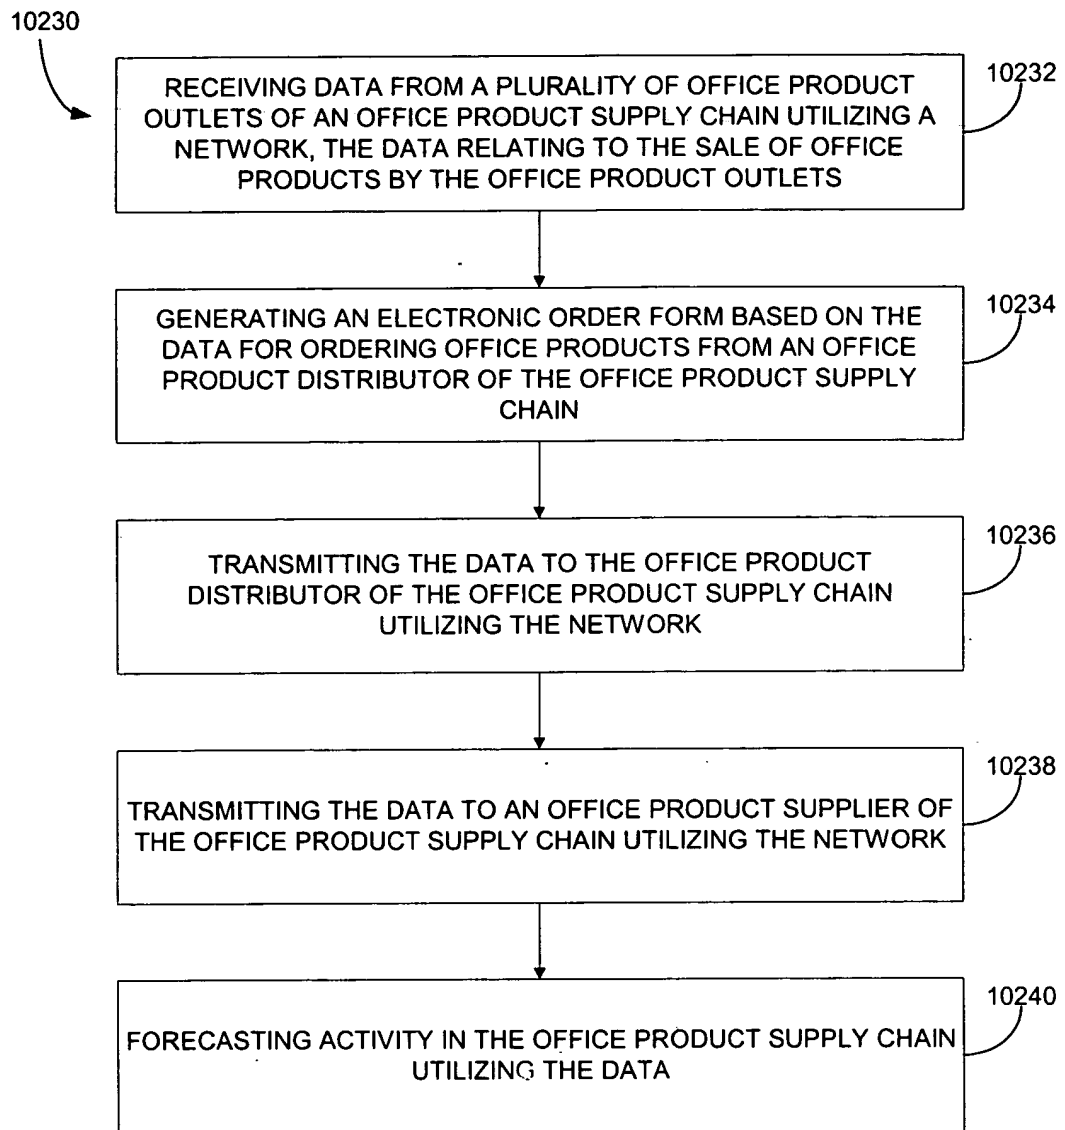 10230
10232
RECEIVING DATA FROM A PLURALITY OF OFFICE PRODUCT
OUTLETS OF AN OFFICE PRODUCT SUPPLY CHAIN UTILIZING A
NETWORK, THE DATA RELATING TO THE SALE OF OFFICE
PRODUCTS BY THE OFFICE PRODUCT OUTLETS
10234
GENERATING AN ELECTRONIC ORDER FORM BASED ON THE
DATA FOR ORDERING OFFICE PRODUCTS FROM AN OFFICE
PRODUCT DISTRIBUTOR OF THE OFFICE PRODUCT SUPPLY
CHAIN
10236
TRANSMITTING THE DATA TO THE OFFICE PRODUCT
DISTRIBUTOR OF THE OFFICE PRODUCT SUPPLY CHAIN
UTILIZING THE NETWORK
10238
TRANSMITTING THE DATA TO AN OFFICE PRODUCT SUPPLIER OF
THE OFFICE PRODUCT SUPPLY CHAIN UTILIZING THE NETWORK
10240
FORECASTING ACTIVITY IN THE OFFICE PRODUCT SUPPLY CHAIN
UTILIZING THE DATA